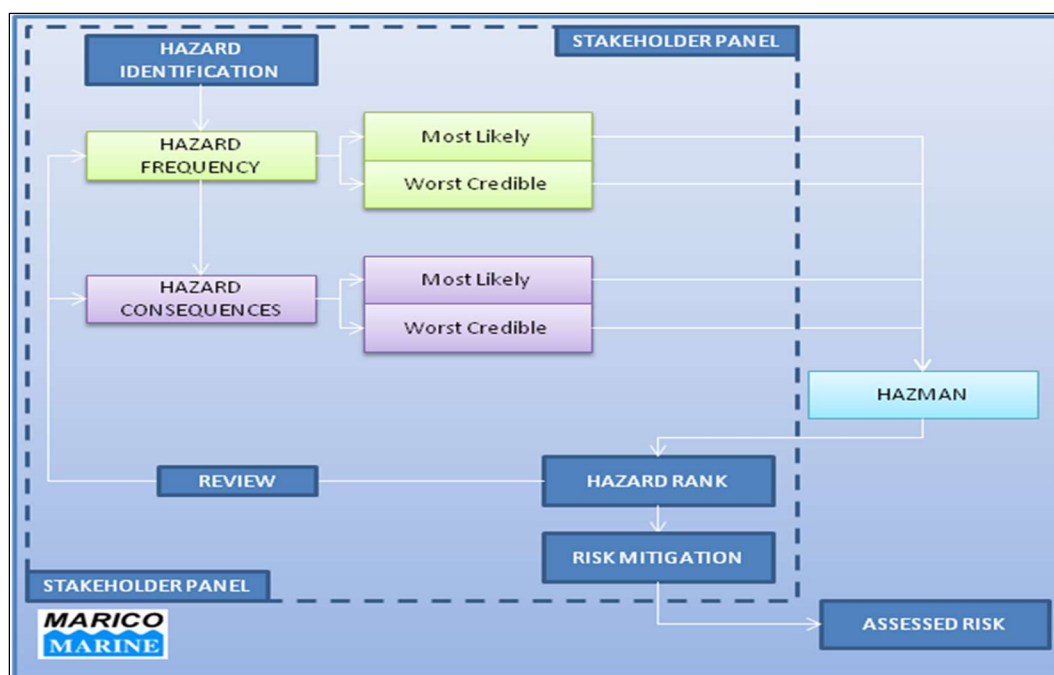 HAZARD
IDENTIFICATION
STAKEHOLDER PANEL
HAZARD
FREQUENCY
Most Likely
Worst Credible
HAZARD
CONSEQUENCES
Most Likely
Worst Credible
HAZMAN
REVIEW
HAZARD RANK
RISK MITIGATION
STAKEHOLDER PANEL
MARICO
MARINE
ASSESSED RISK